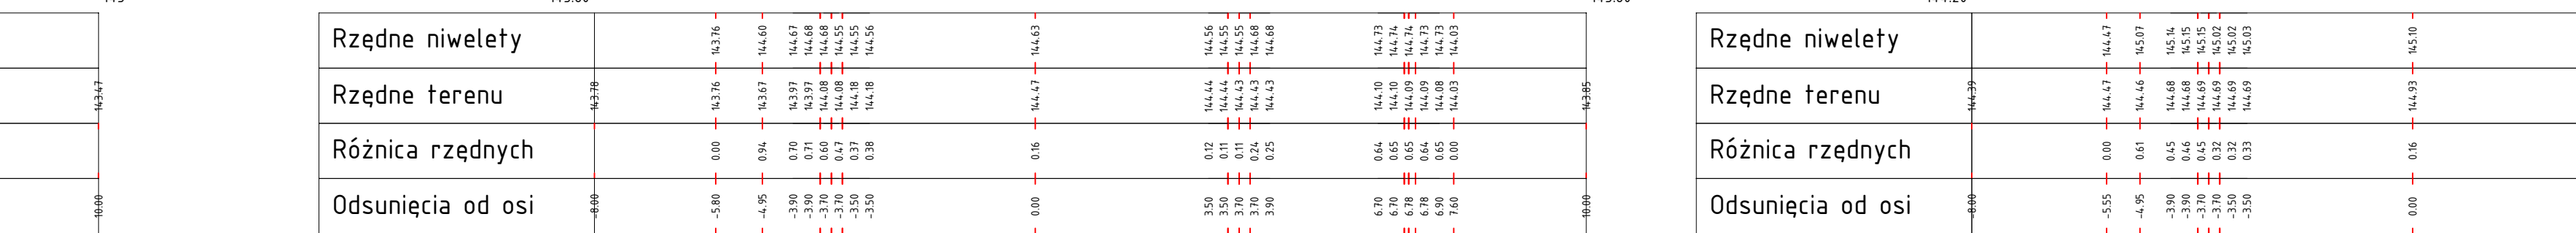 Rzędne niwelety 143.76 144.60 144.67 144.68 144.68 144.55 144.55 144.56 144.63 144.56 144.55 144.55 144.68 144.68 144.73 144.74 144.74 144.73 144.73 144.03
143.47
Rzędne terenu 143.78 143.76 143.67 143.97 143.97 144.08 144.08 144.18 144.18 144.47 144.44 144.44 144.43 144.43 144.43 144.10 144.10 144.09 144.09 144.08 144.03 143.85
Różnica rzędnych 0.00 0.94 0.70 0.71 0.60 0.47 0.37 0.38 0.16 0.12 0.11 0.11 0.24 0.25 0.64 0.65 0.65 0.64 0.65 0.00
10.00
Odsunięcia od osi -8.00 -5.80 -4.95 -3.90 -3.90 -3.70 -3.70 -3.50 -3.50 0.00 3.50 3.50 3.70 3.70 3.90 6.70 6.70 6.78 6.78 6.90 7.60 10.00
Rzędne niwelety 144.47 145.07 145.14 145.15 145.15 145.02 145.02 145.03 145.10
Rzędne terenu 144.39 144.47 144.46 144.68 144.68 144.69 144.69 144.69 144.69 144.93
Różnica rzędnych 0.00 0.61 0.45 0.46 0.45 0.32 0.32 0.33 0.16
Odsunięcia od osi -8.00 -5.55 -4.95 -3.90 -3.90 -3.70 -3.70 -3.50 -3.50 0.00